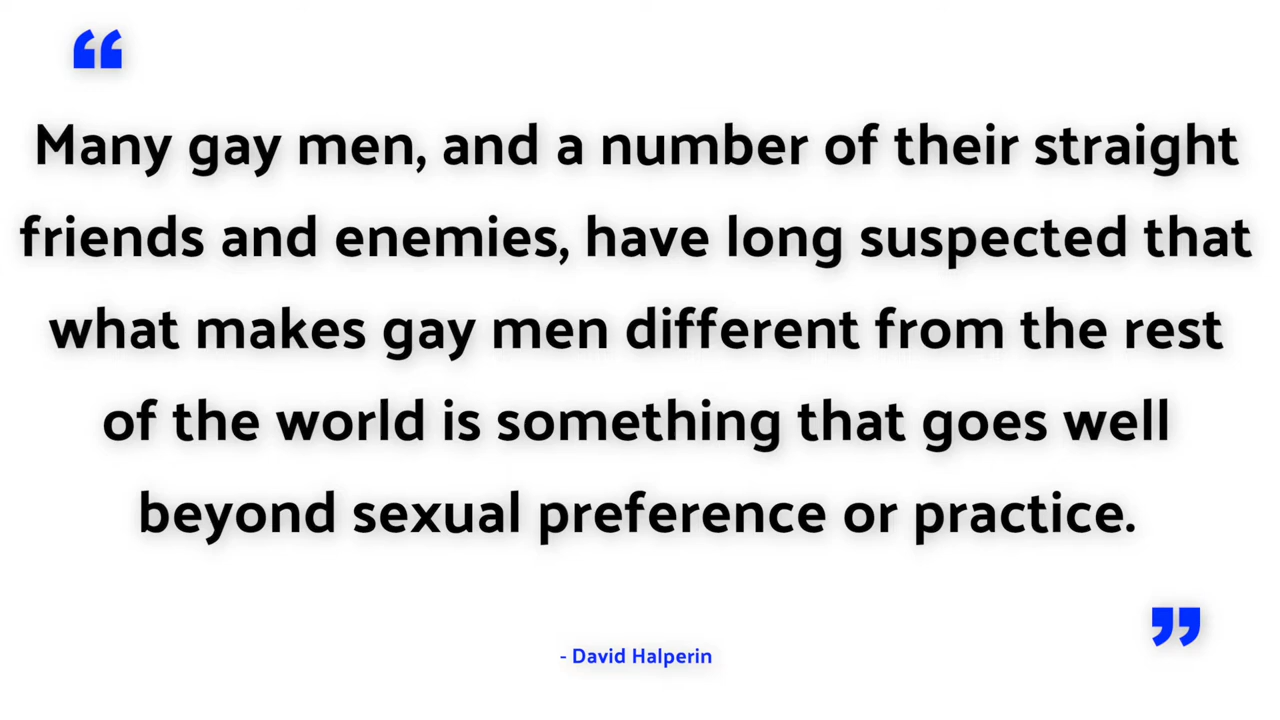 “
Many gay men, and a number of their straight
friends and enemies, have long suspected that
what makes gay men different from the rest
of the world is something that goes well
beyond sexual preference or practice.
”
- David Halperin